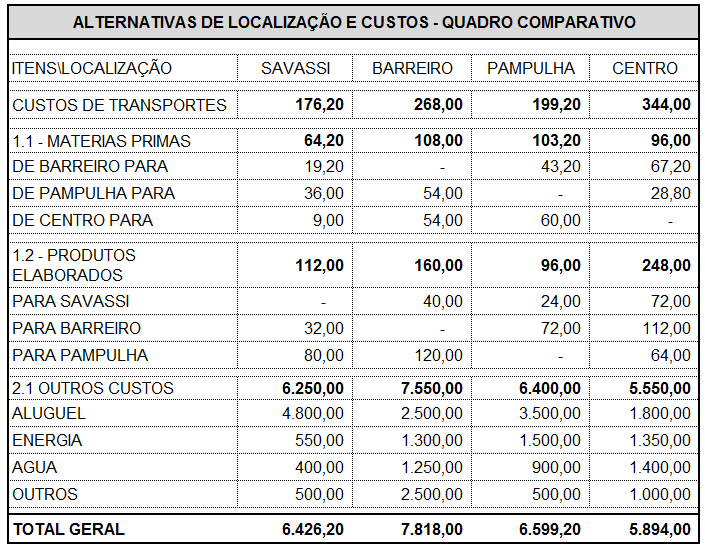 ALTERNATIVAS DE LOCALIZAÇÃO E CUSTOS - QUADRO COMPARATIVO
ITENS\LOCALIZAÇÃO SAVASSI BARREIRO PAMPULHA CENTRO
CUSTOS DE TRANSPORTES 176,20 268,00 199,20 344,00
1.1 - MATERIAS PRIMAS 64,20 108,00 103,20 96,00
DE BARREIRO PARA 19,20 - 43,20 67,20
DE PAMPULHA PARA 36,00 54,00 - 28,80
DE CENTRO PARA 9,00 54,00 60,00 -
1.2 - PRODUTOS
ELABORADOS 112,00 160,00 96,00 248,00
PARA SAVASSI - 40,00 24,00 72,00
PARA BARREIRO 32,00 - 72,00 112,00
PARA PAMPULHA 80,00 120,00 - 64,00
2.1 OUTROS CUSTOS 6.250,00 7.550,00 6.400,00 5.550,00
ALUGUEL 4.800,00 2.500,00 3.500,00 1.800,00
ENERGIA 550,00 1.300,00 1.500,00 1.350,00
AGUA 400,00 1.250,00 900,00 1.400,00
OUTROS 500,00 2.500,00 500,00 1.000,00
TOTAL GERAL 6.426,20 7.818,00 6.599,20 5.894,00